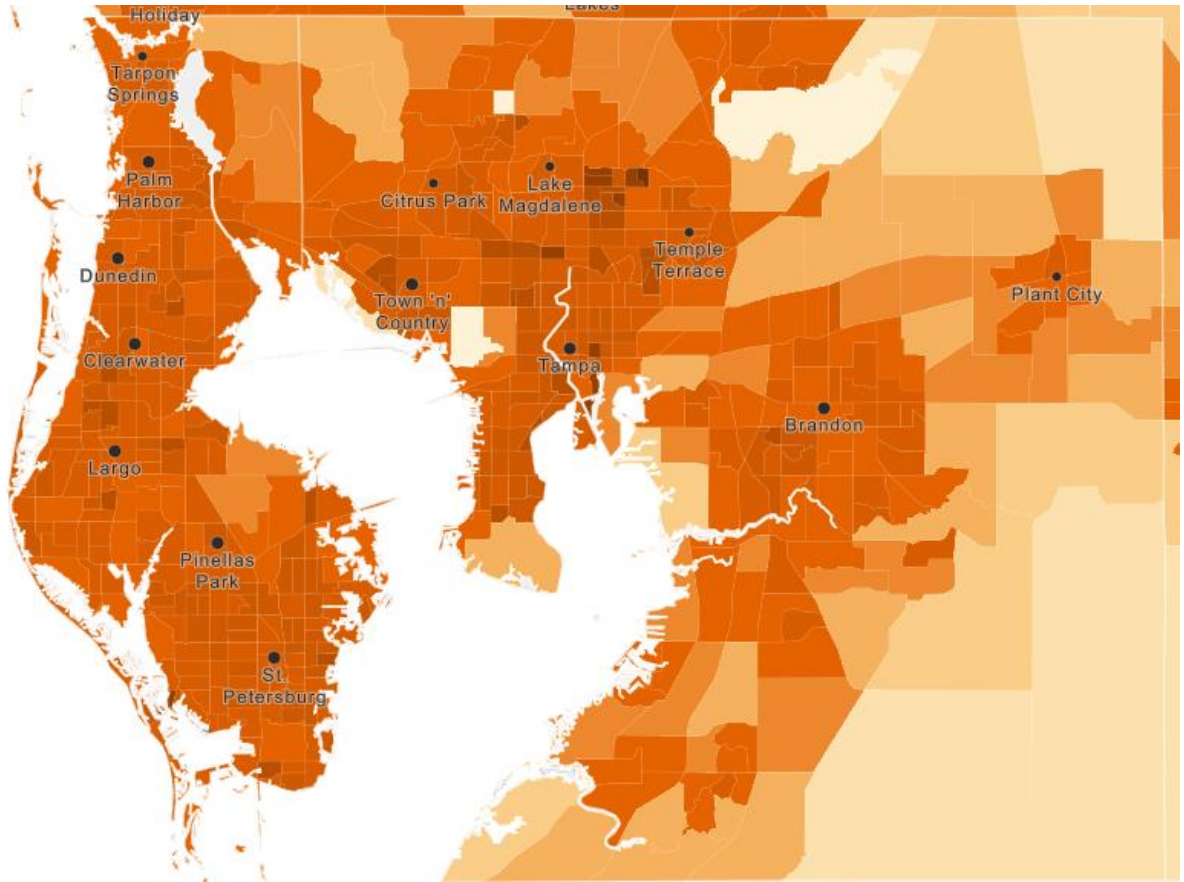 Holiday
Lakes
Tarpon
Springs
Palm
Harbor
Citrus Park
Lake
Magdalene
Temple
Terrace
Dunedin
Town 'n'
Country
Plant City
Clearwater
Tampa
Brandon
Largo
Pinellas
Park
St.
Petersburg